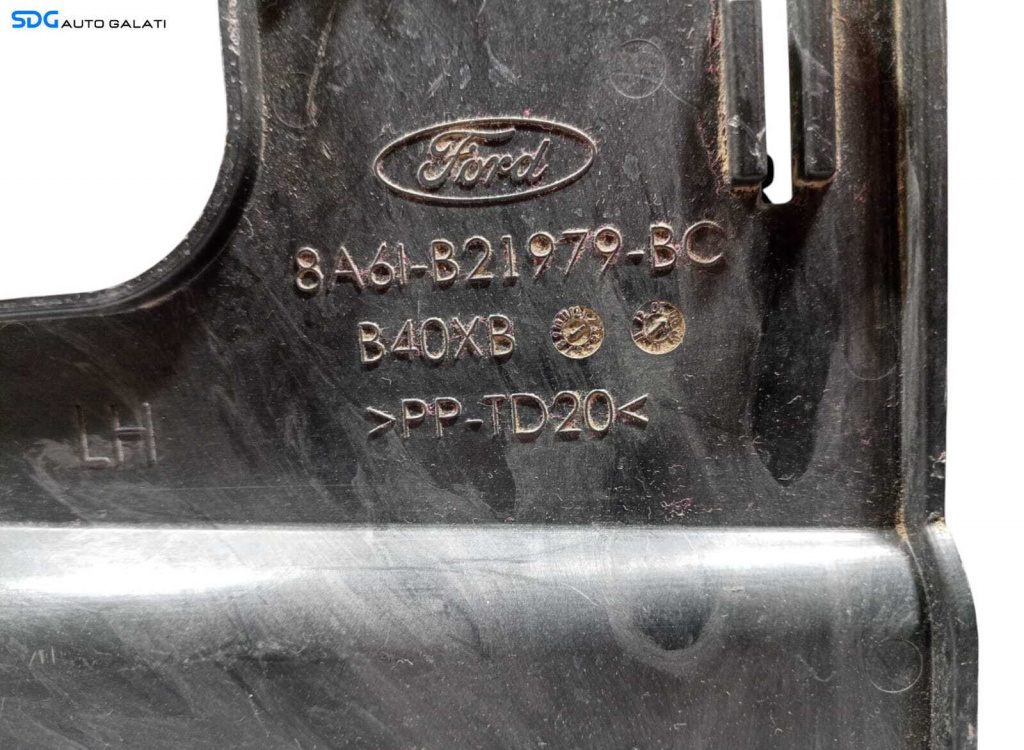 SDG AUTO GALATI
Ford
8A61-B21979-BC
B40XB
>PP-TD20<
LH